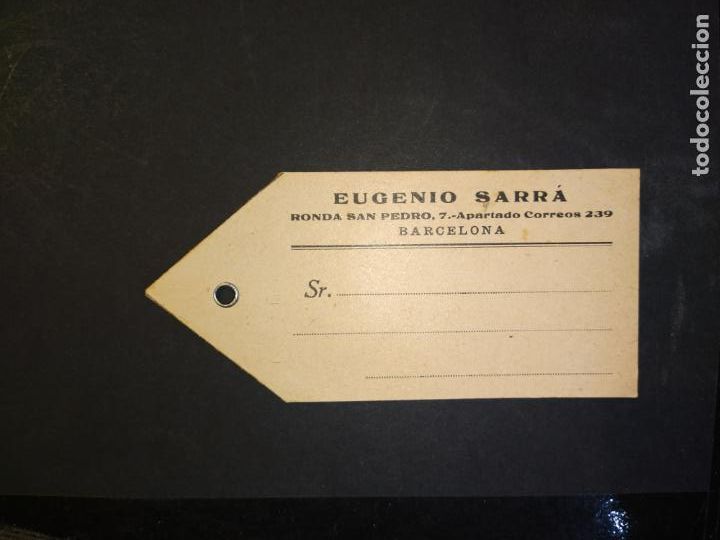 EUGENIO SARRÁ
RONDA SAN PEDRO, 7.-Apartado Correos 239
BARCELONA
Sr.
todocoleccion